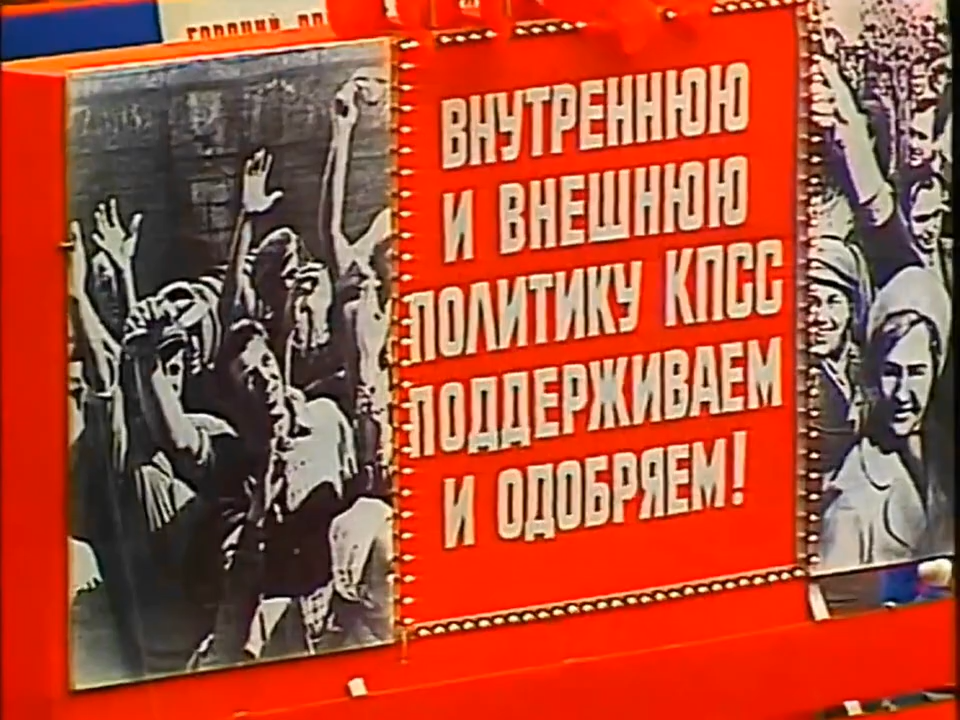 ВНУТРЕННЮЮ
И ВНЕШНЮЮ
ПОЛИТИКУ КПСС
ПОДДЕРЖИВАЕМ
И ОДОБРЯЕМ!